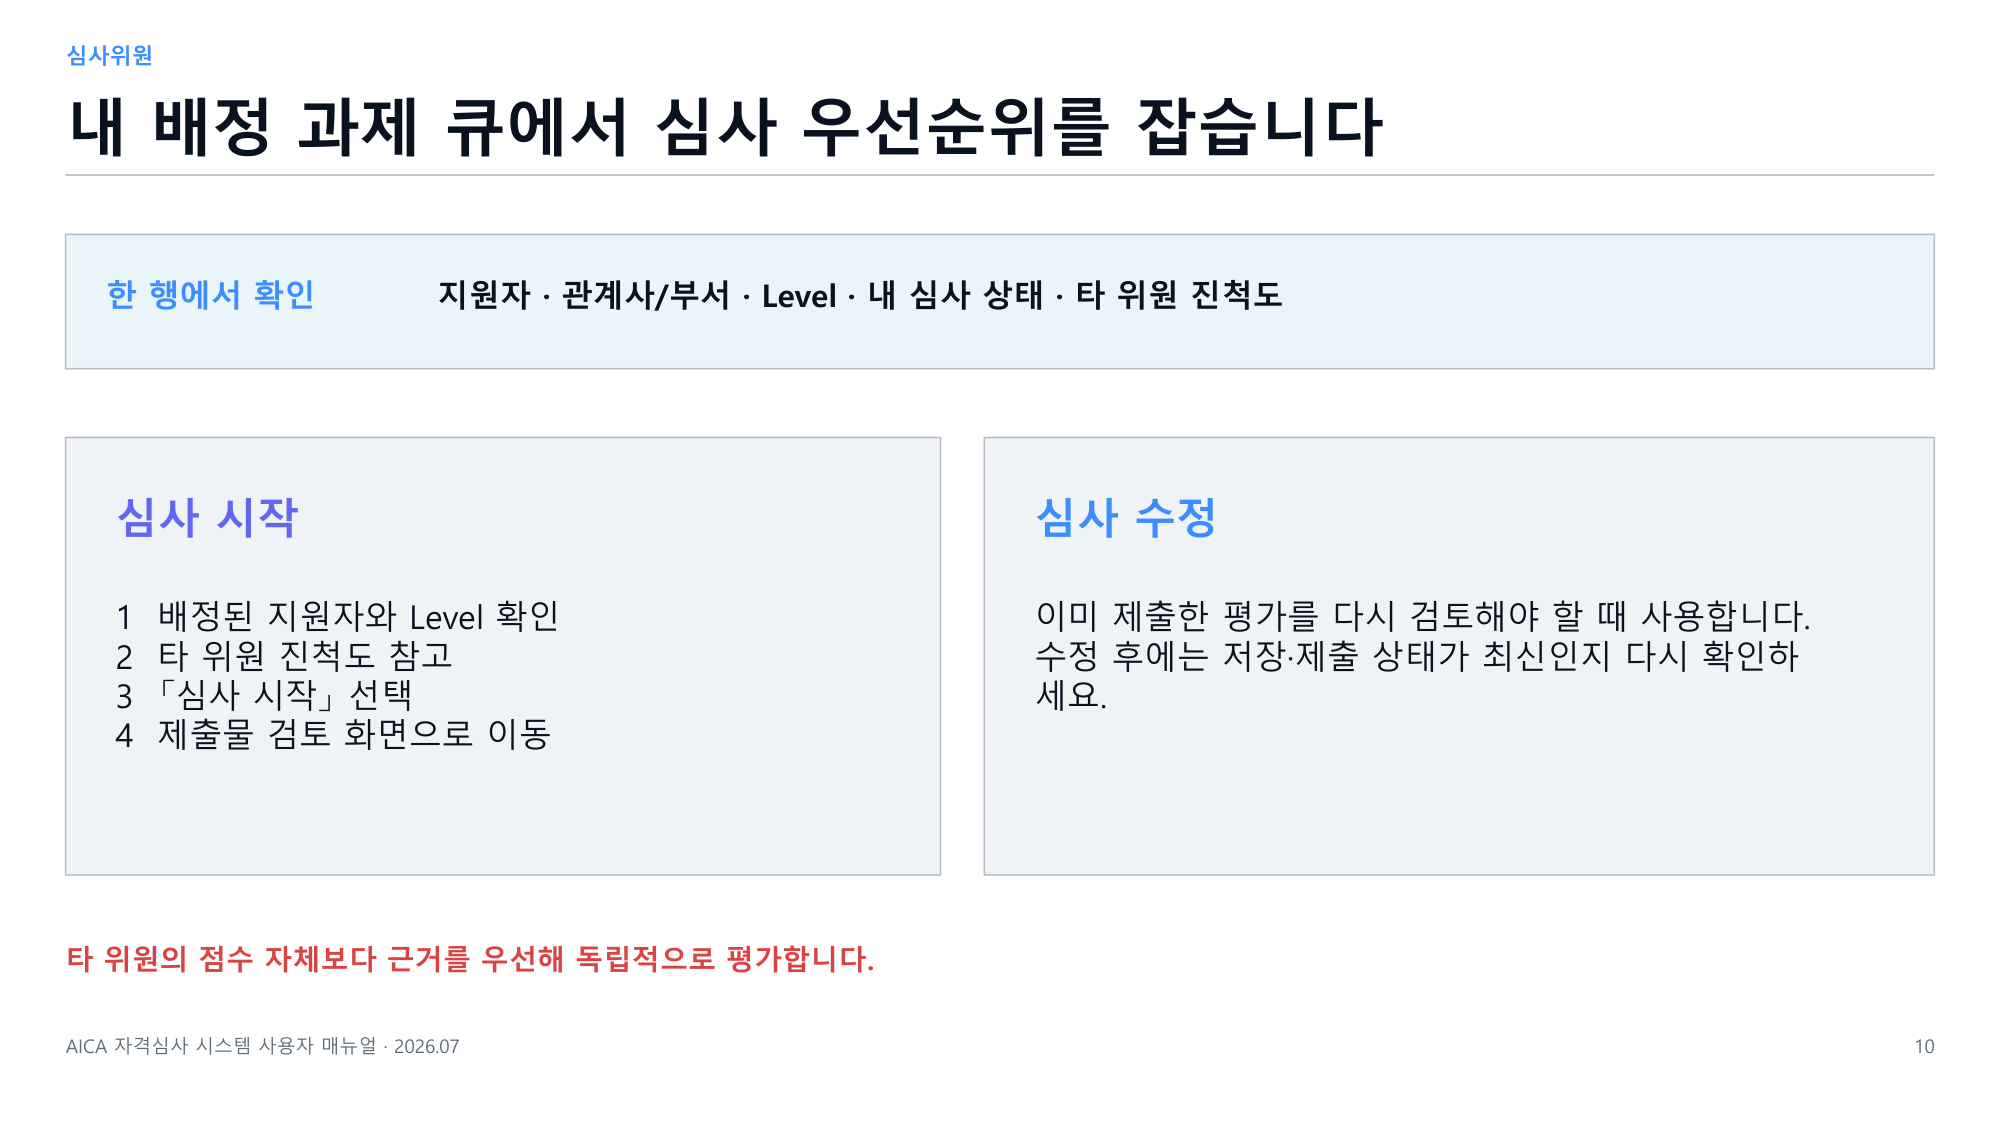 심사위원
내 배정 과제 큐에서 심사 우선순위를 잡습니다
한 행에서 확인 지원자 · 관계사/부서 · Level · 내 심사 상태 · 타 위원 진척도
심사 시작
1 배정된 지원자와 Level 확인
2 타 위원 진척도 참고
3 「심사 시작」 선택
4 제출물 검토 화면으로 이동
심사 수정
이미 제출한 평가를 다시 검토해야 할 때 사용합니다.
수정 후에는 저장·제출 상태가 최신인지 다시 확인하
세요.
타 위원의 점수 자체보다 근거를 우선해 독립적으로 평가합니다.
AICA 자격심사 시스템 사용자 매뉴얼 · 2026.07
10